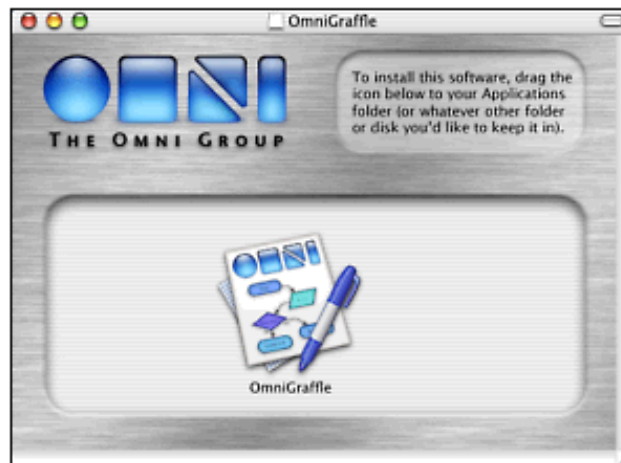 OmniGraffle
OMNI
THE OMNI GROUP
To install this software, drag the
icon below to your Applications
folder (or whatever other folder
or disk you'd like to keep it in).
OMNI
OmniGraffle